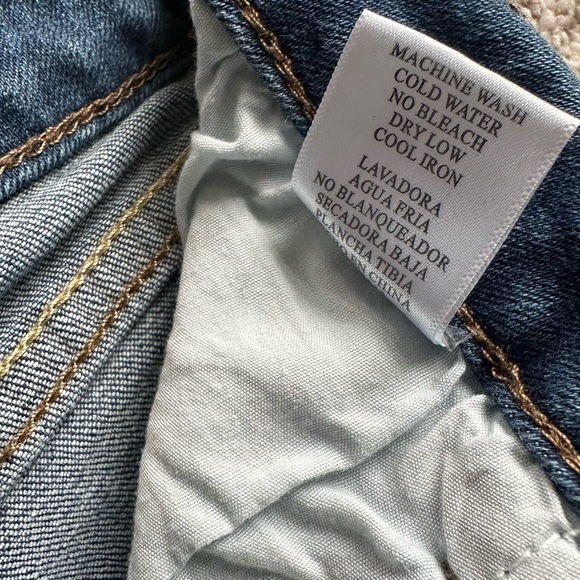 MACHINE WASH
COLD WATER
NO BLEACH
DRY LOW
COOL IRON
LAVADORA
AGUA FRIA
NO BLANQUEADOR
SECADORA BAJA
PLANCHA TIBIA
IN CHINA